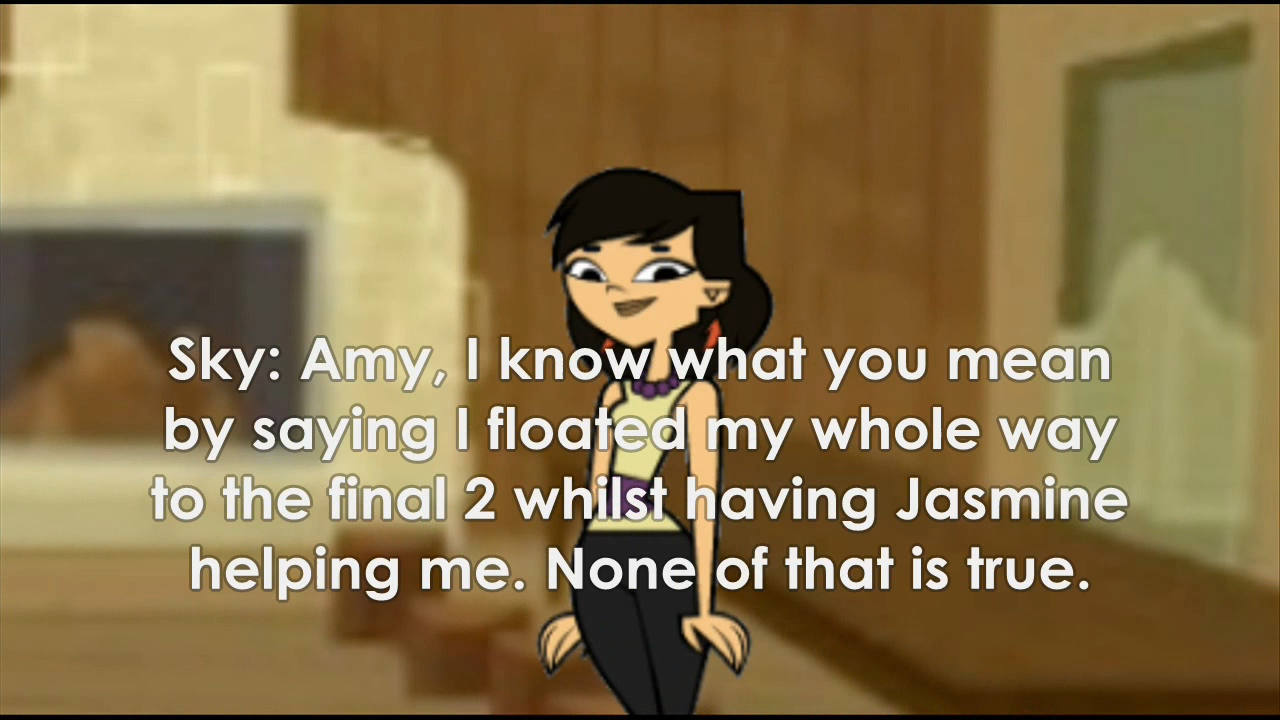 Sky: Amy, I know what you mean
by saying I floated my whole way
to the final 2 whilst having Jasmine
helping me. None of that is true.